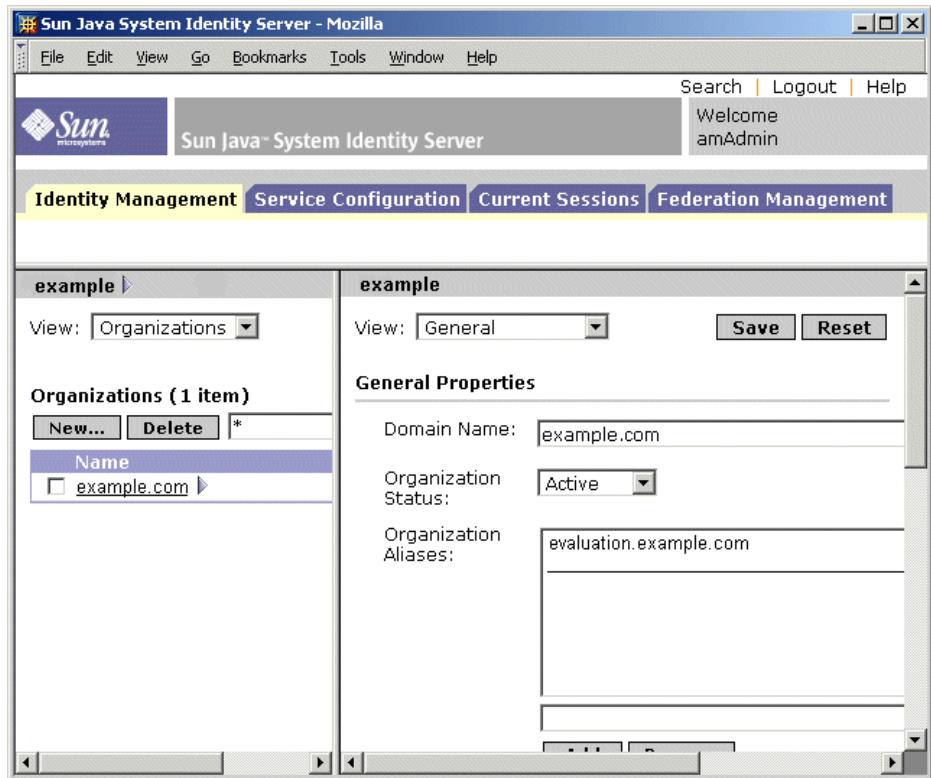 Sun Java System Identity Server - Mozilla
File Edit View Go Bookmarks Tools Window Help
Search | Logout | Help
Sun
microsystems
Sun Java™ System Identity Server
Welcome
amAdmin
Identity Management Service Configuration Current Sessions Federation Management
example
View: Organizations
Organizations (1 item)
New... Delete *
Name
example.com
example
View: General Save Reset
General Properties
Domain Name: example.com
Organization
Status: Active
Organization
Aliases:
evaluation.example.com